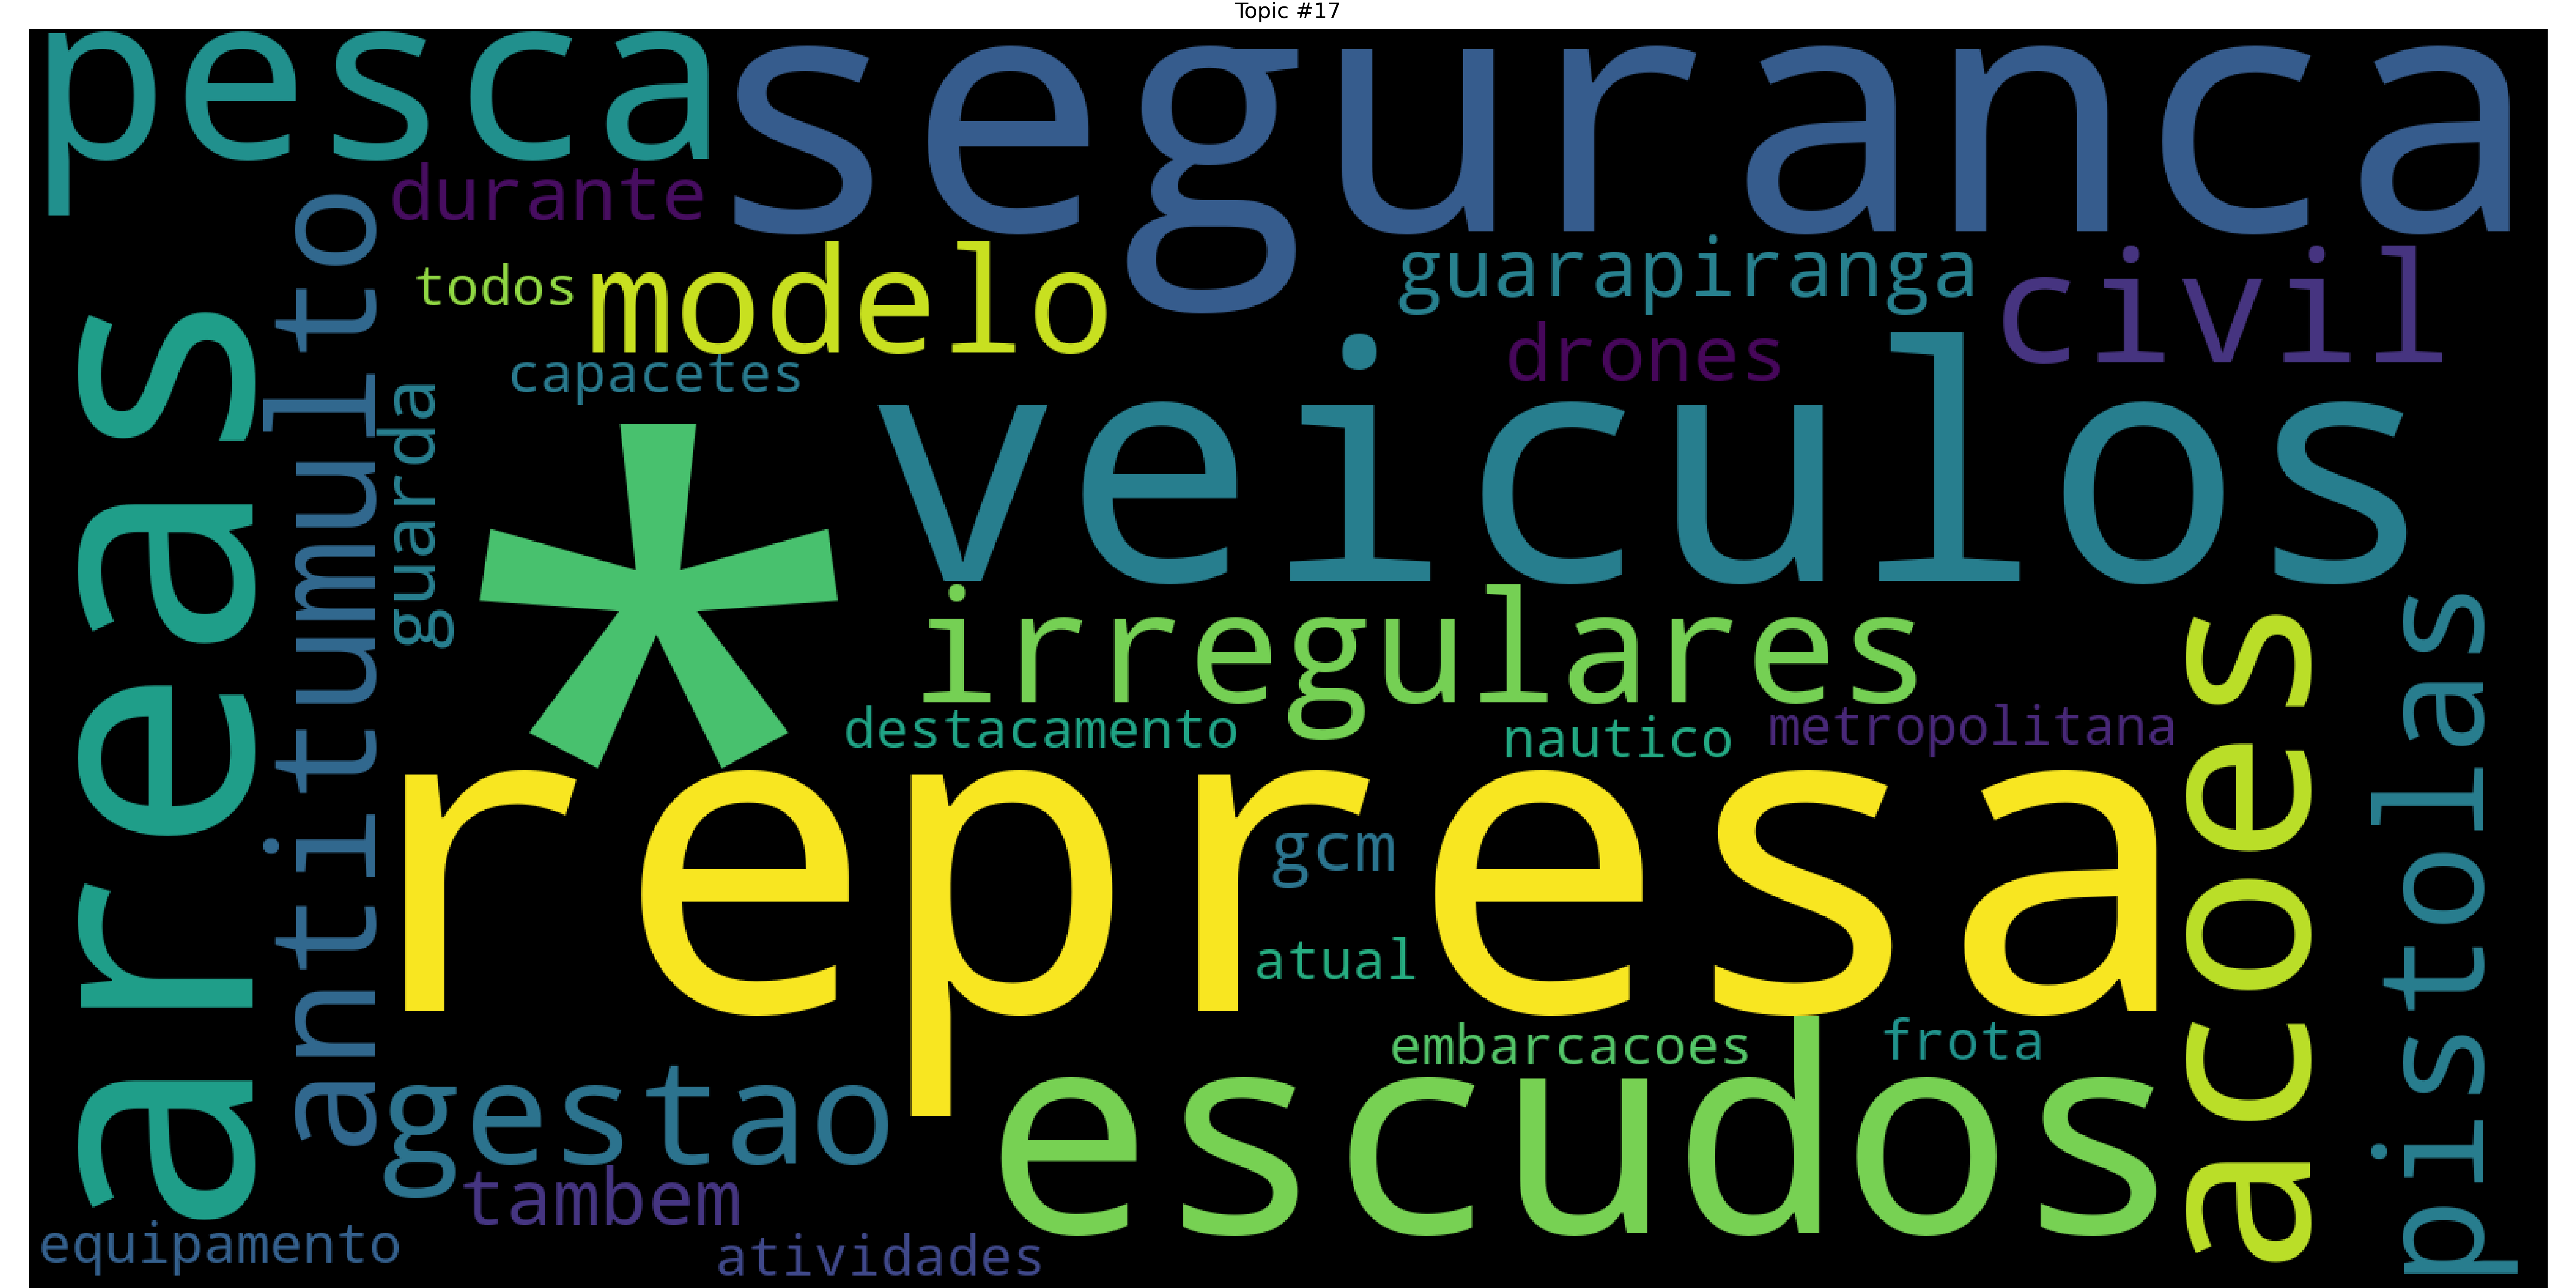 Topic #17
pesca
seguranca
durante
todos
modelo
guarapiranga
civil
capacetes
drones
veiculos
areas
antitumulto
guarda
*
irregulares
destacamento
nautico
metropolitana
represa
gcm
atual
acoes
pistolas
embarcacoes
frota
gestao
escudos
tambem
equipamento
atividades